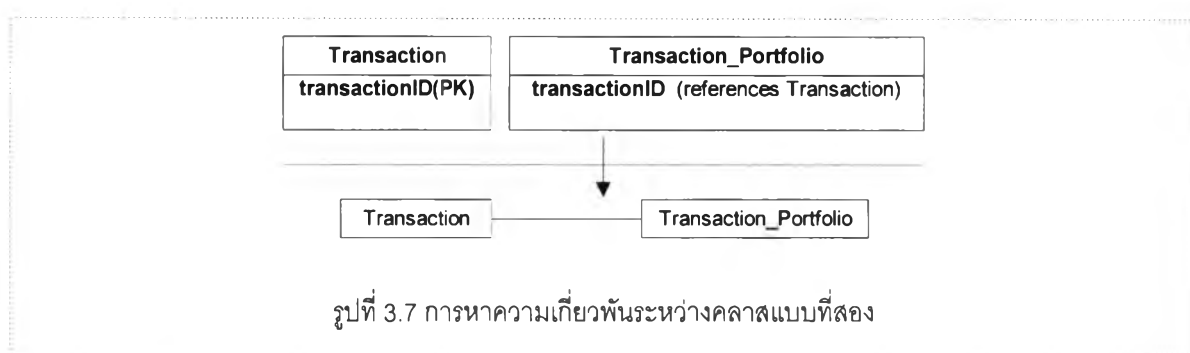 Transaction
Transaction_Portfolio
transactionID(PK)
transactionID (references Transaction)
Transaction
Transaction_Portfolio
รูปที่ 3.7 การหาความเกี่ยวพันระหว่างคลาสแบบที่สอง